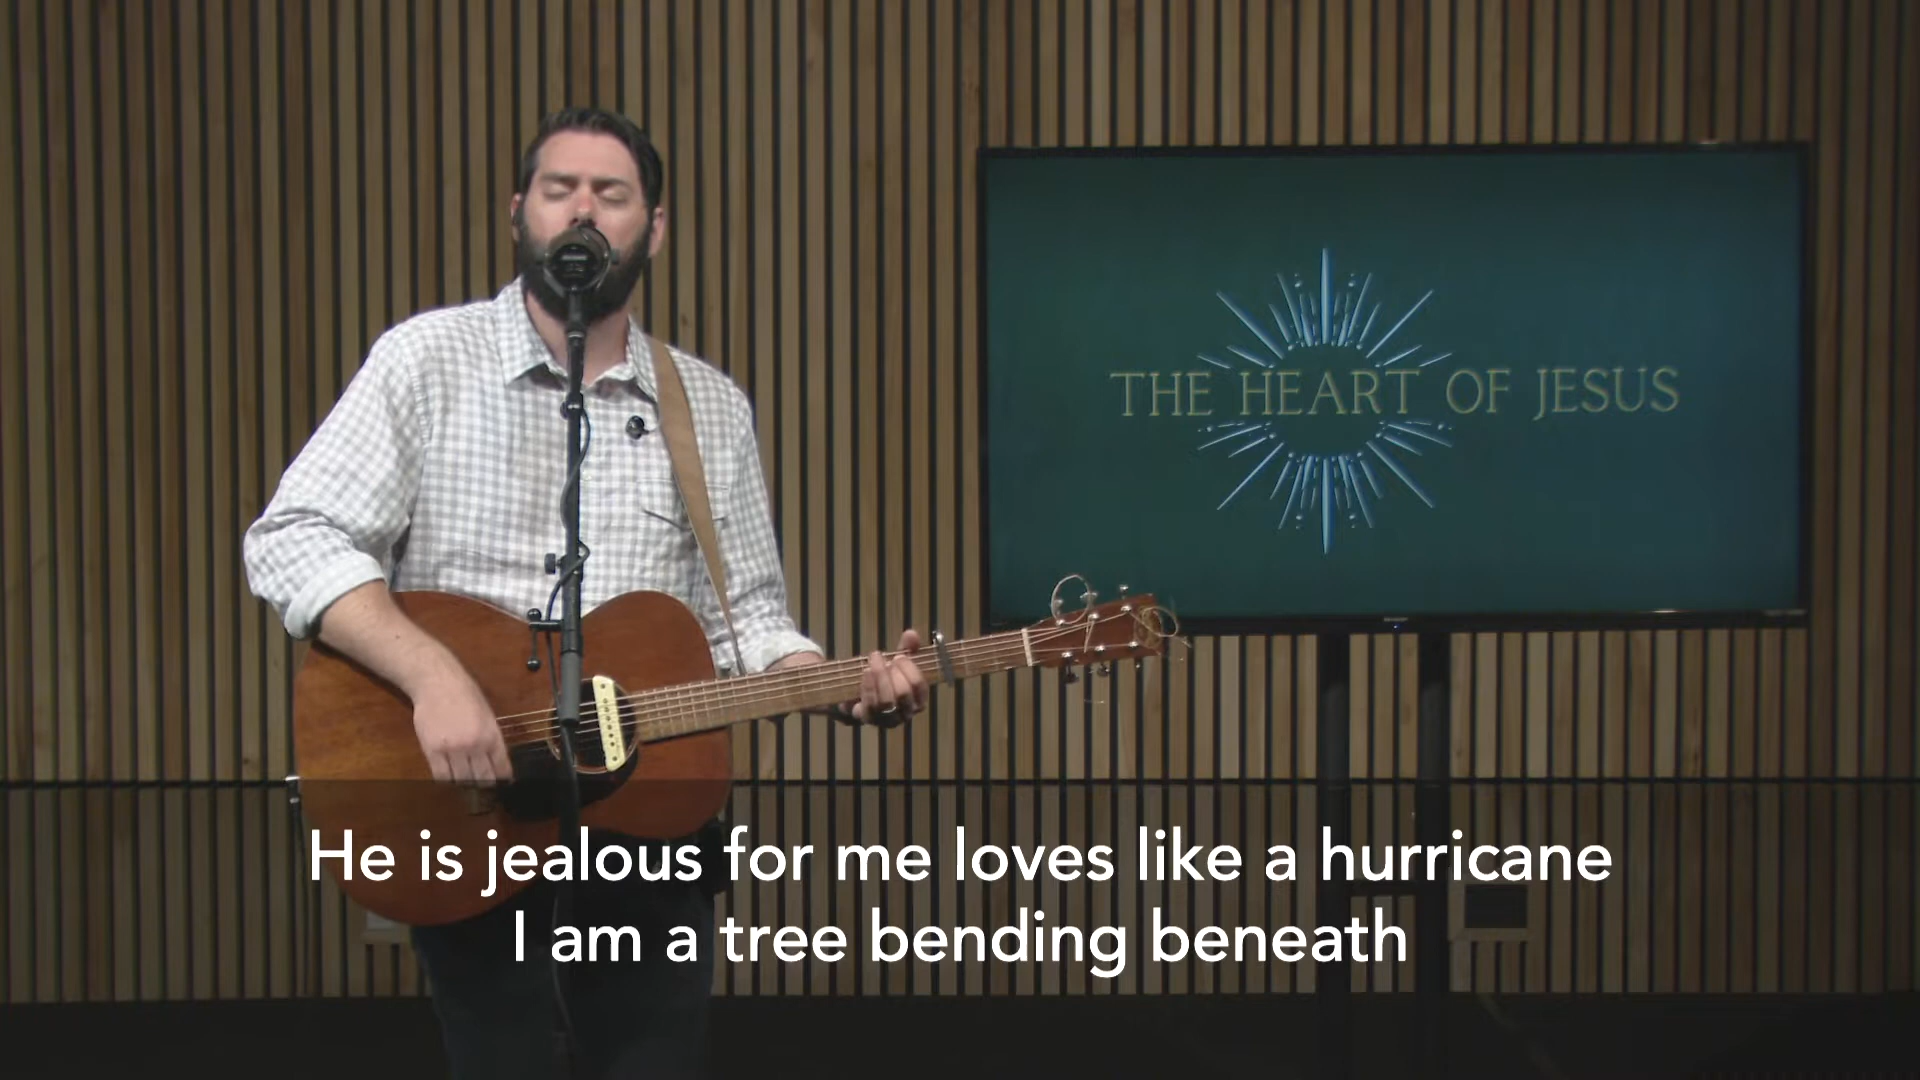 THE HEART OF JESUS
He is jealous for me loves like a hurricane
I am a tree bending beneath